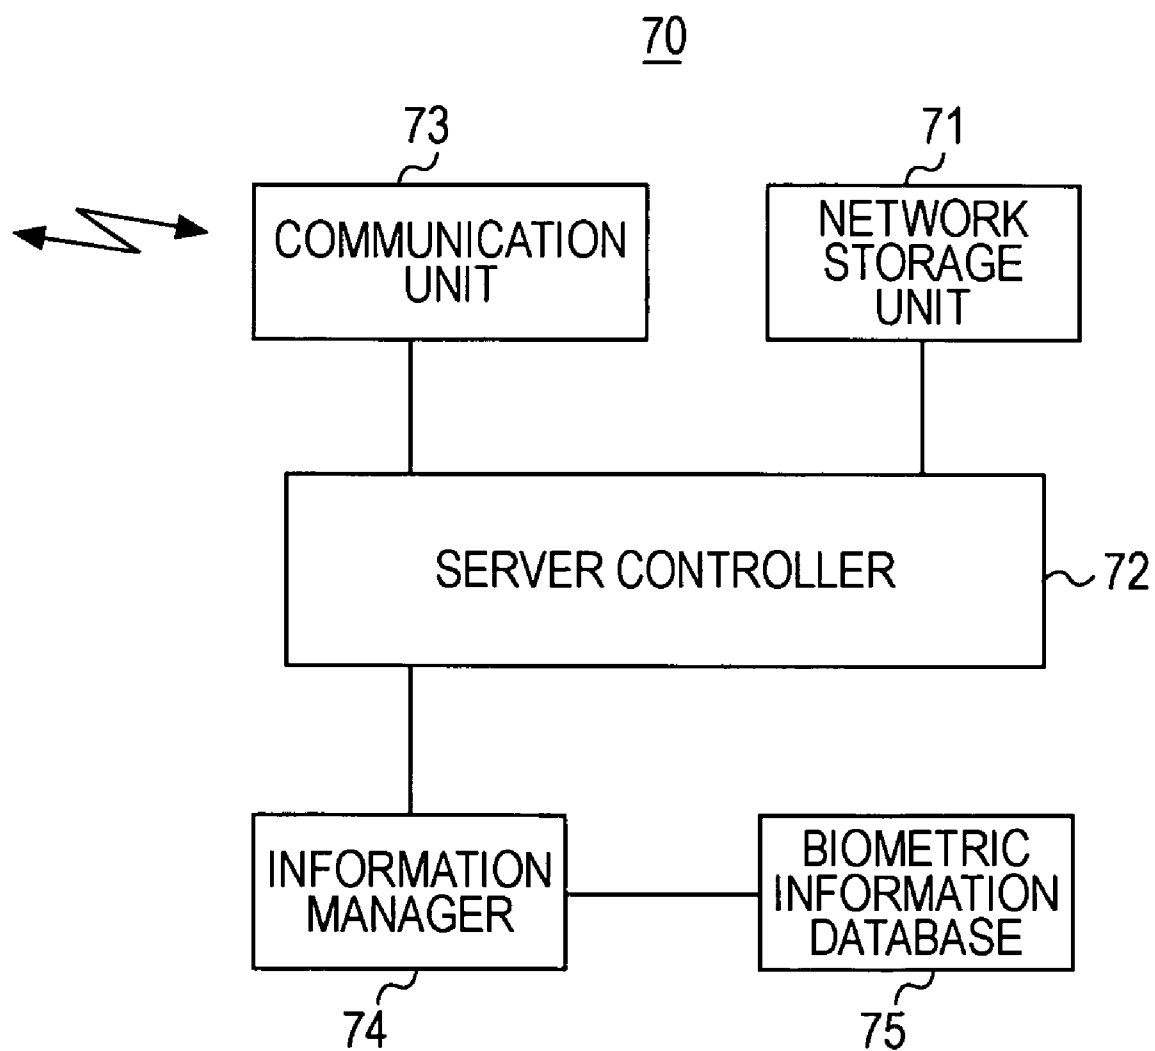 70
73
71
COMMUNICATION
UNIT
NETWORK
STORAGE
UNIT
SERVER CONTROLLER
72
INFORMATION
MANAGER
BIOMETRIC
INFORMATION
DATABASE
74
75